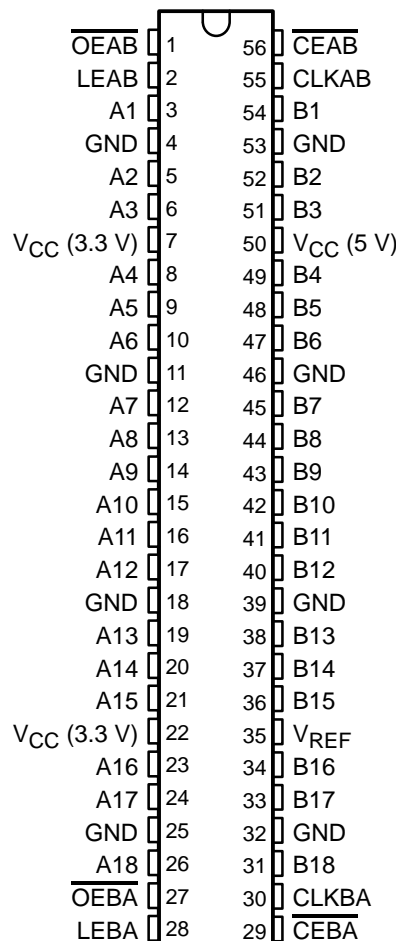 OEAB 1 56 CEAB
LEAB 2 55 CLKAB
A1 3 54 B1
GND 4 53 GND
A2 5 52 B2
A3 6 51 B3
VCC (3.3 V) 7 50 VCC (5 V)
A4 8 49 B4
A5 9 48 B5
A6 10 47 B6
GND 11 46 GND
A7 12 45 B7
A8 13 44 B8
A9 14 43 B9
A10 15 42 B10
A11 16 41 B11
A12 17 40 B12
GND 18 39 GND
A13 19 38 B13
A14 20 37 B14
A15 21 36 B15
VCC (3.3 V) 22 35 VREF
A16 23 34 B16
A17 24 33 B17
GND 25 32 GND
A18 26 31 B18
OEBA 27 30 CLKBA
LEBA 28 29 CEBA